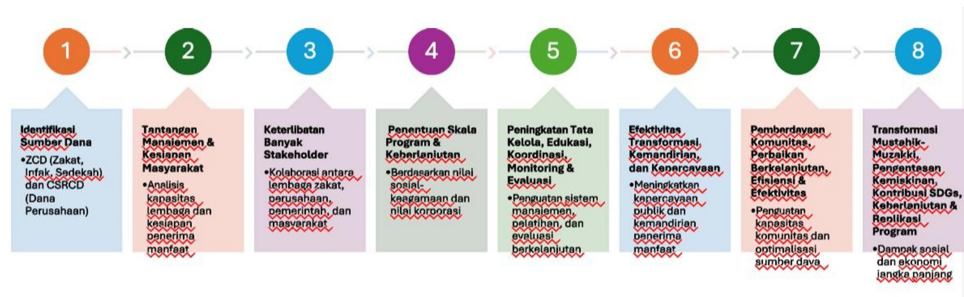 1
2
3
4
5
6
7
8
Identifikasi
Sumber Dana
•ZCD (Zakat,
Infak, Sedekah)
dan CSRCD
(Dana
Perusahaan)
Tantangan
Manajemen &
Kesiapan
Masyarakat
•Analisis
kapasitas
lembaga dan
kesiapan
penerima
manfaat
Keterlibatan
Banyak
Stakeholder
•Kolaborasi antara
lembaga zakat,
perusahaan,
pemerintah, dan
masyarakat
Penentuan Skala
Program &
Keberlanjutan
•Berdasarkan nilai
sosial-
keagamaan dan
nilai korporasi
Peningkatan Tata
Kelola, Edukasi,
Koordinasi,
Monitoring &
Evaluasi
•Penguatan sistem
manajemen,
pelatihan, dan
evaluasi
berkelanjutan
Efektivitas
Transformasi,
Kemandirian,
dan Kepercayaan
•Meningkatkan
kepercayaan
publik dan
kemandirian
penerima
manfaat
Pemberdayaan
Komunitas,
Perbaikan
Berkelanjutan,
Efisiensi &
Efektivitas
•Penguatan
kapasitas
komunitas dan
optimalisasi
sumber daya
Transformasi
Mustahik-
Muzakki,
Pengentasan
Kemiskinan,
Kontribusi SDGs,
Keberlanjutan &
Replikasi
Program
•Dampak sosial
dan ekonomi
jangka panjang